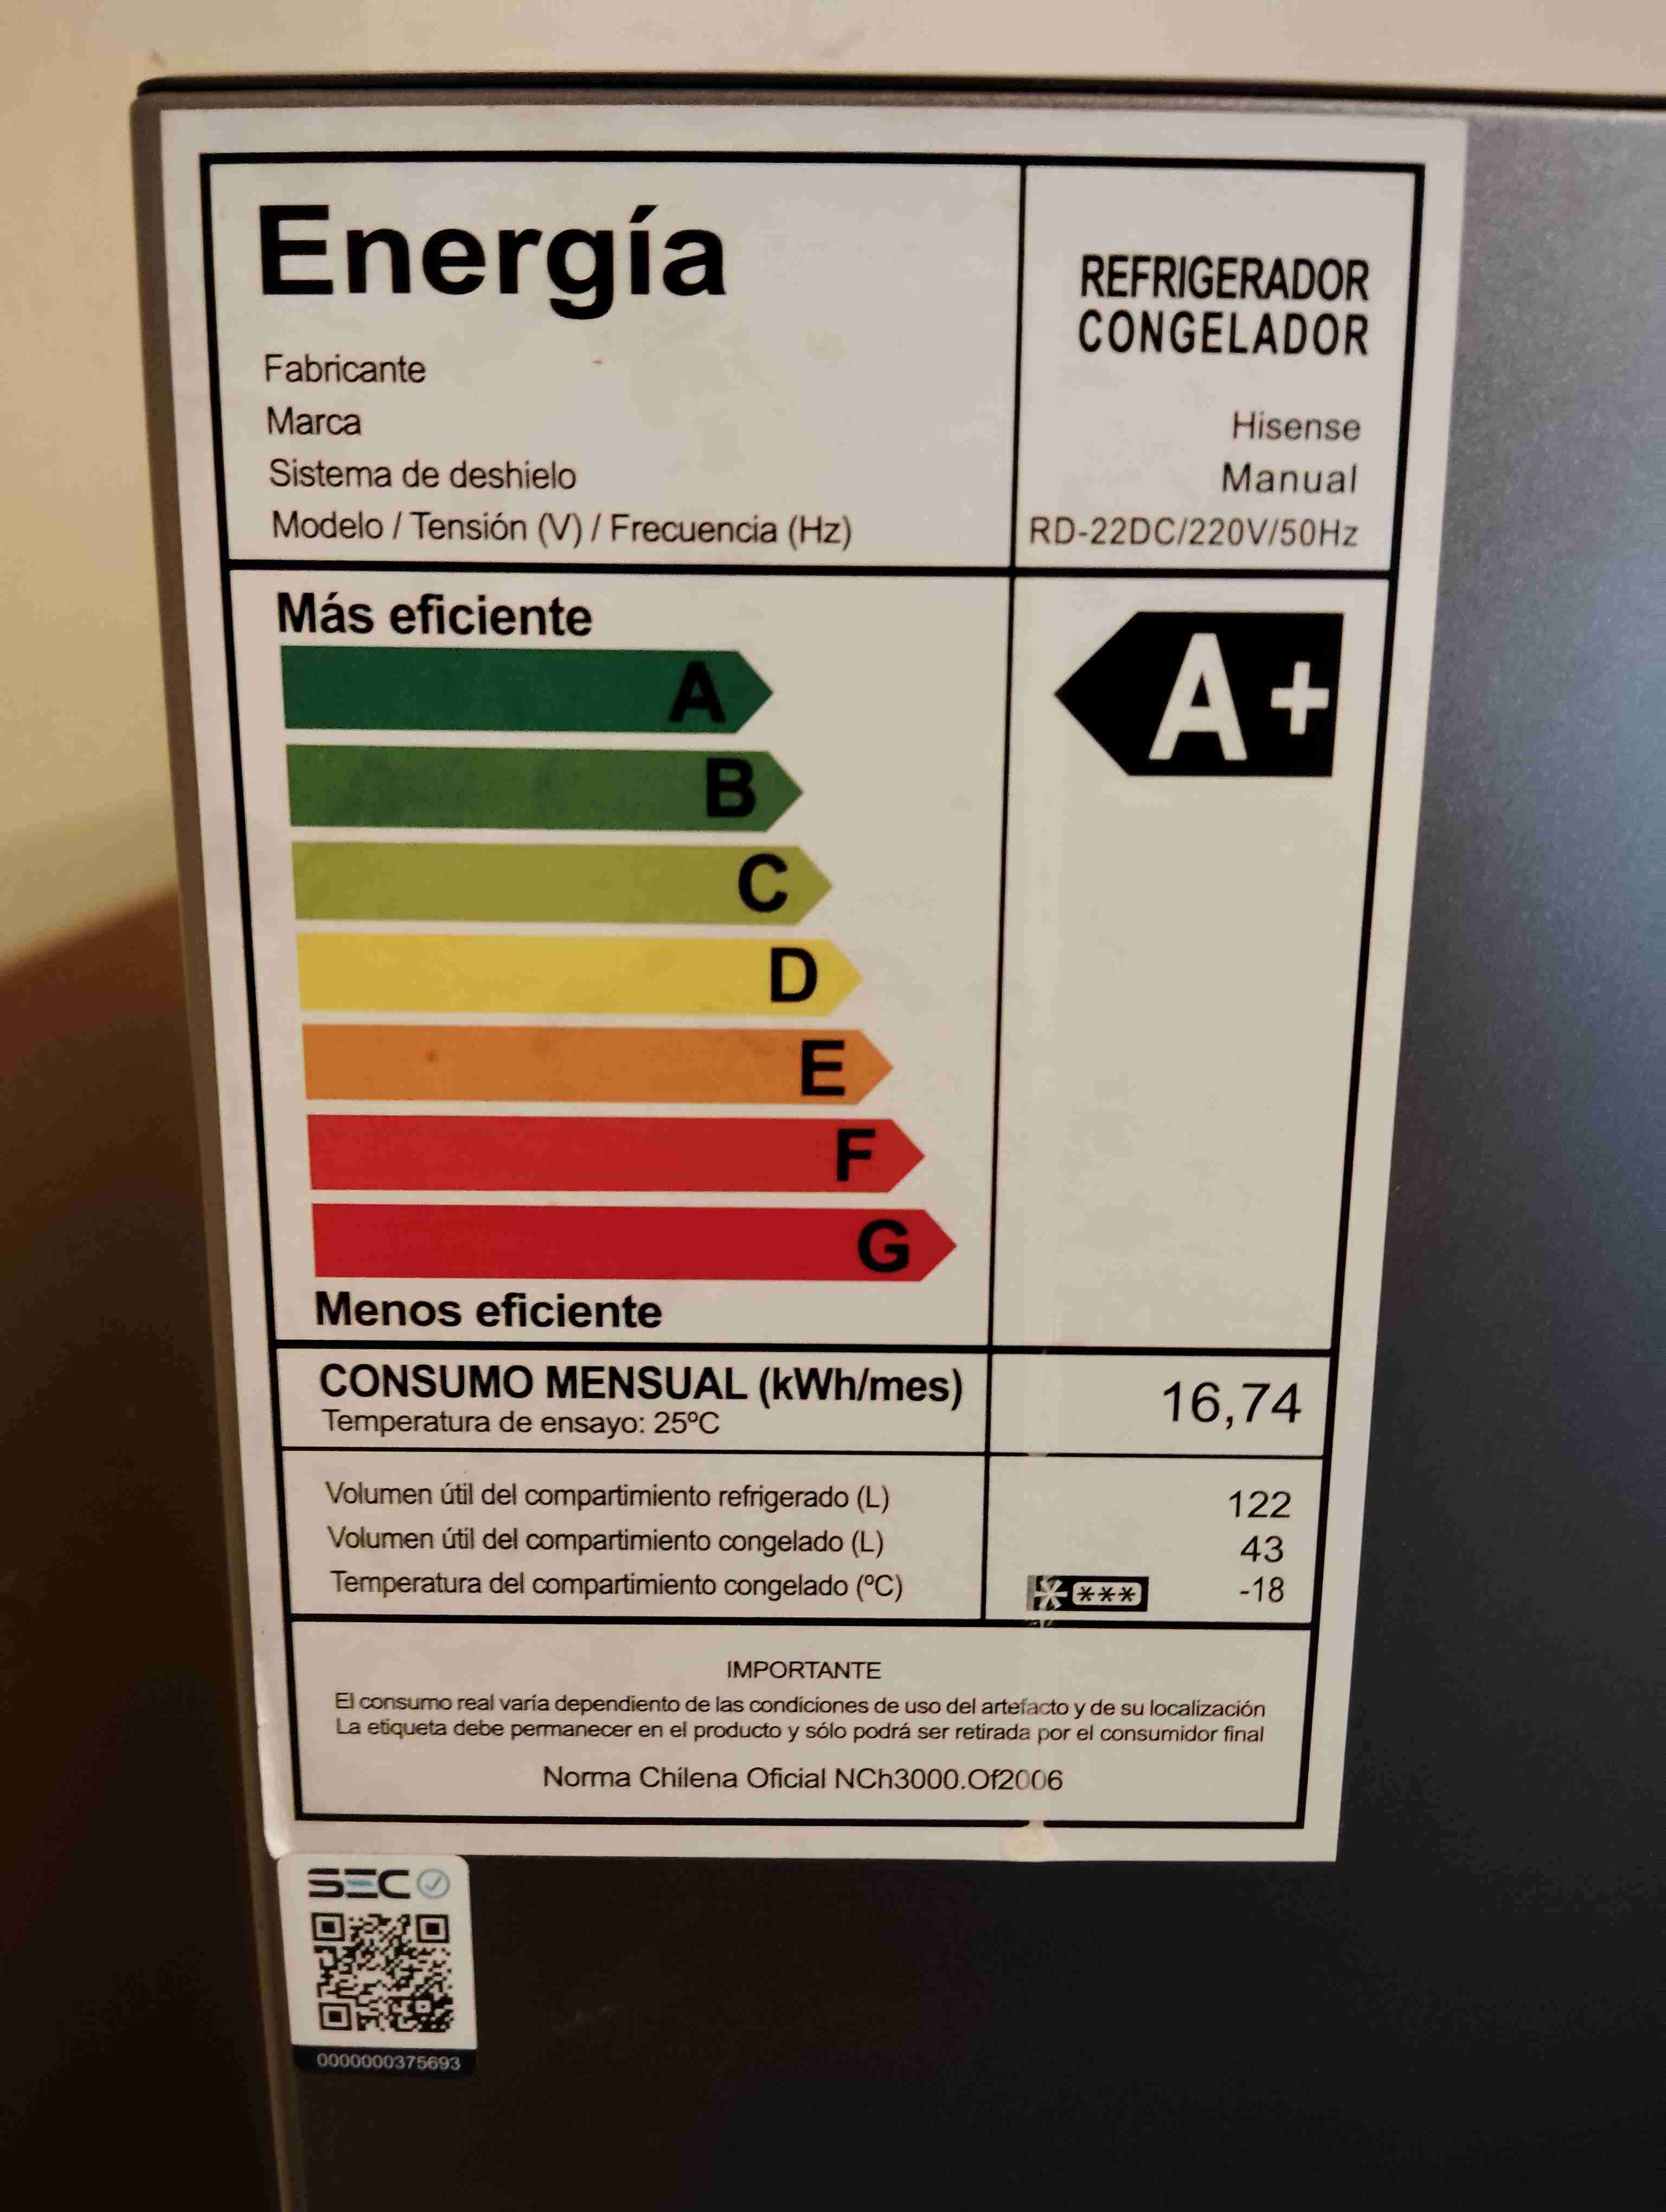 Energía
REFRIGERADOR
CONGELADOR
Fabricante
Marca
Hisense
Sistema de deshielo
Manual
Modelo / Tensión (V) / Frecuencia (Hz)
RD-22DC/220V/50Hz
Más eficiente
A
A+
B
C
D
E
F
G
Menos eficiente
CONSUMO MENSUAL (kWh/mes)
16,74
Temperatura de ensayo: 25ºC
Volumen útil del compartimiento refrigerado (L)
122
Volumen útil del compartimiento congelado (L)
43
Temperatura del compartimiento congelado (ºC)
-18
IMPORTANTE
El consumo real varía dependiento de las condiciones de uso del artefacto y de su localización
La etiqueta debe permanecer en el producto y sólo podrá ser retirada por el consumidor final
Norma Chilena Oficial NCh3000.Of2006
SEC
0000000375693